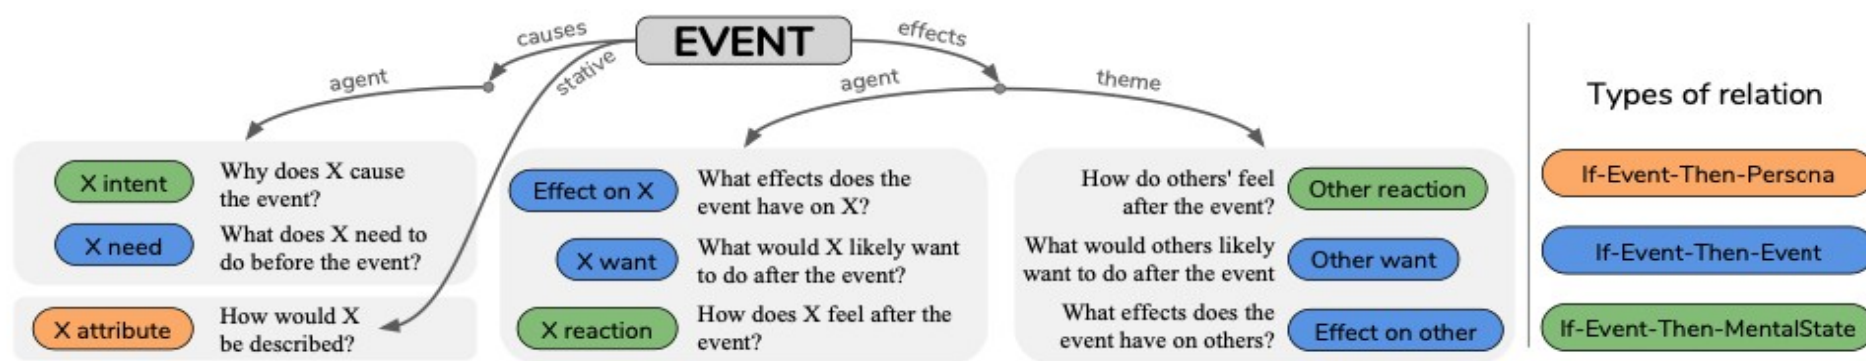 EVENT
causes
effects
stative
agent
agent
theme
X intent
Why does X cause
the event?
X need
What does X need to
do before the event?
X attribute
How would X
be described?
Effect on X
What effects does the
event have on X?
X want
What would X likely want
to do after the event?
X reaction
How does X feel after the
event?
How do others' feel
after the event?
Other reaction
What would others likely
want to do after the event
Other want
What effects does the
event have on others?
Effect on other
Types of relation
If-Event-Then-Persona
If-Event-Then-Event
If-Event-Then-MentalState